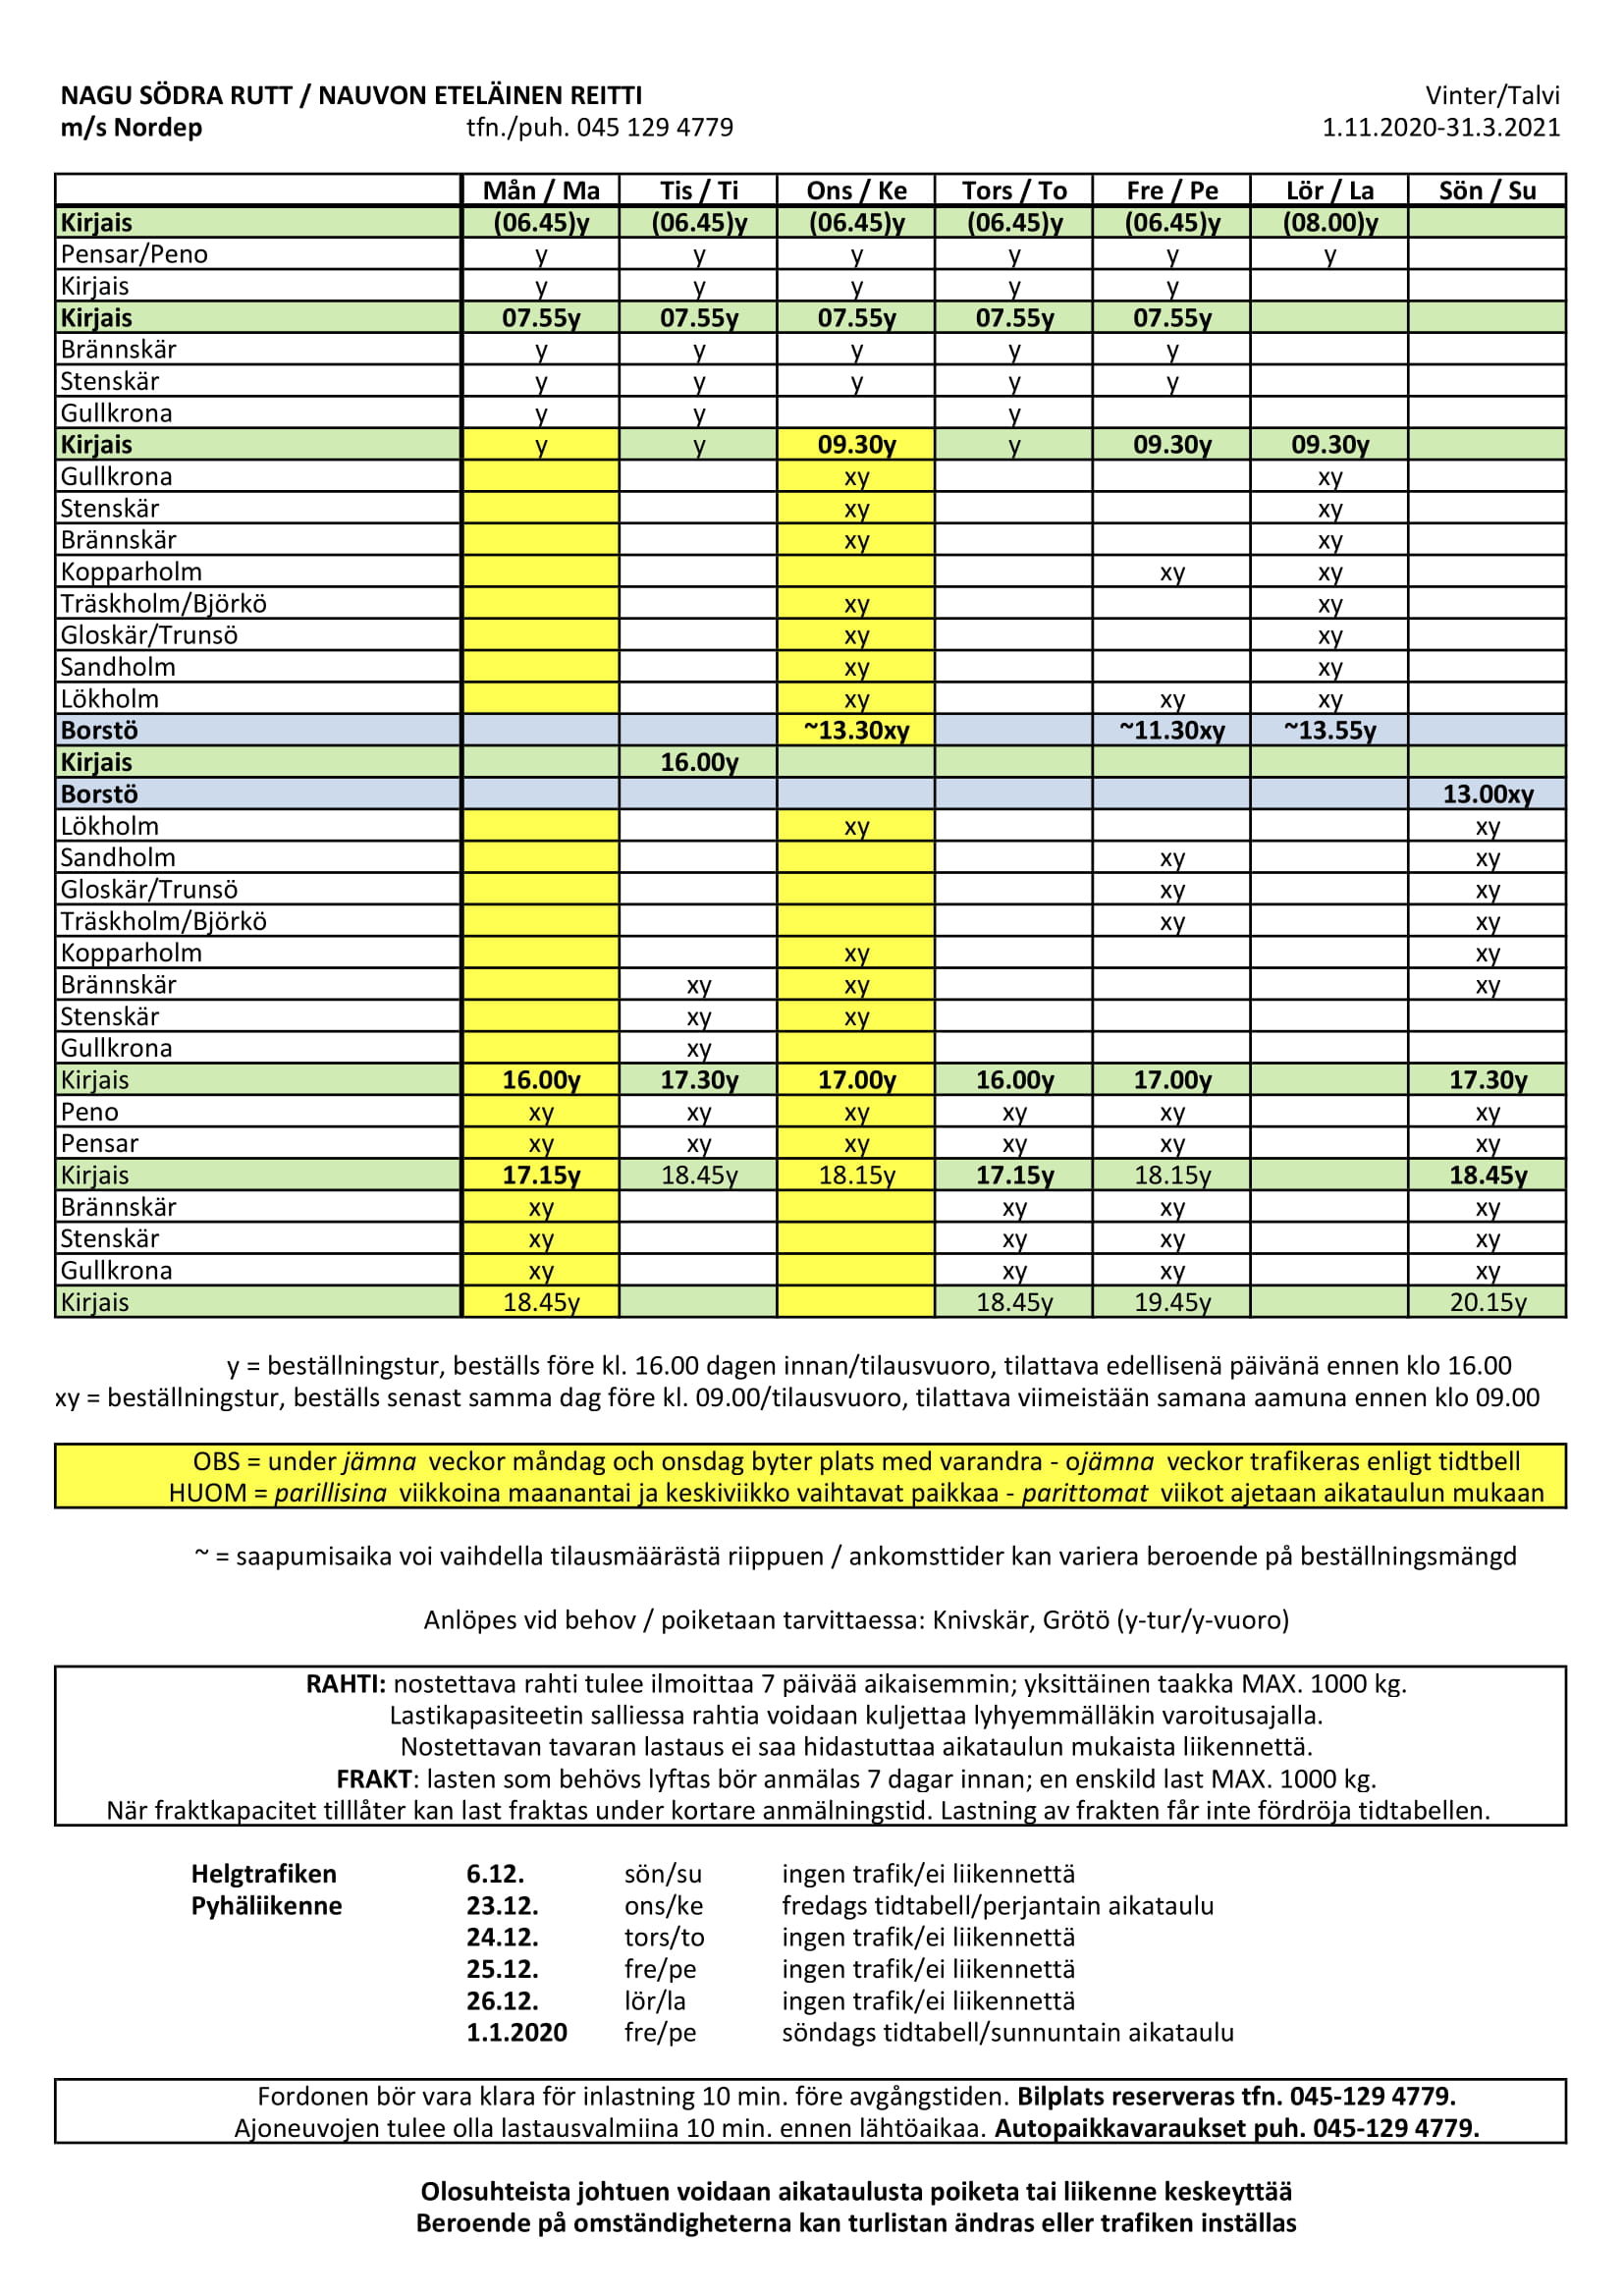 NAGU SÖDRA RUTT / NAUVON ETELÄINEN REITTI Vinter/Talvi
m/s Nordep tfn./puh. 045 129 4779 1.11.2020-31.3.2021
Mån / Ma Tis / Ti Ons / Ke Tors / To Fre / Pe Lör / La Sön / Su
Kirjais (06.45)y (06.45)y (06.45)y (06.45)y (06.45)y (08.00)y
Pensar/Peno y y y y y y
Kirjais y y y y y
Kirjais 07.55y 07.55y 07.55y 07.55y 07.55y
Brännskär y y y y y
Stenskär y y y y y
Gullkrona y y y
Kirjais y y 09.30y y 09.30y 09.30y
Gullkrona xy xy
Stenskär xy xy
Brännskär xy xy
Kopparholm xy xy
Träskholm/Björkö xy xy
Gloskär/Trunsö xy xy
Sandholm xy xy
Lökholm xy xy xy
Borstö ~13.30xy ~11.30xy ~13.55y
Kirjais 16.00y
Borstö 13.00xy
Lökholm xy xy
Sandholm xy xy
Gloskär/Trunsö xy xy
Träskholm/Björkö xy xy
Kopparholm xy xy
Brännskär xy xy xy
Stenskär xy xy
Gullkrona xy
Kirjais 16.00y 17.30y 17.00y 16.00y 17.00y 17.30y
Peno xy xy xy xy xy xy
Pensar xy xy xy xy xy xy
Kirjais 17.15y 18.45y 18.15y 17.15y 18.15y 18.45y
Brännskär xy xy xy xy
Stenskär xy xy xy xy
Gullkrona xy xy xy xy
Kirjais 18.45y 18.45y 19.45y 20.15y
y = beställningstur, beställs före kl. 16.00 dagen innan/tilausvuoro, tilattava edellisenä päivänä ennen klo 16.00
xy = beställningstur, beställs senast samma dag före kl. 09.00/tilausvuoro, tilattava viimeistään samana aamuna ennen klo 09.00
OBS = under jämna veckor måndag och onsdag byter plats med varandra - ojämna veckor trafikeras enligt tidtbell
HUOM = parillisina viikkoina maanantai ja keskiviikko vaihtavat paikkaa - parittomat viikot ajetaan aikataulun mukaan
~ = saapumisaika voi vaihdella tilausmäärästä riippuen / ankomsttider kan variera beroende på beställningsmängd
Anlöpes vid behov / poiketaan tarvittaessa: Knivskär, Grötö (y-tur/y-vuoro)
RAHTI: nostettava rahti tulee ilmoittaa 7 päivää aikaisemmin; yksittäinen taakka MAX. 1000 kg.
Lastikapasiteetin salliessa rahtia voidaan kuljettaa lyhyemmälläkin varoitusajalla.
Nostettavan tavaran lastaus ei saa hidastuttaa aikataulun mukaista liikennettä.
FRAKT: lasten som behövs lyftas bör anmälas 7 dagar innan; en enskild last MAX. 1000 kg.
När fraktkapacitet tilllåter kan last fraktas under kortare anmälningstid. Lastning av frakten får inte fördröja tidtabellen.
Helgtrafiken 6.12. sön/su ingen trafik/ei liikennettä
Pyhäliikenne 23.12. ons/ke fredags tidtabell/perjantain aikataulu
24.12. tors/to ingen trafik/ei liikennettä
25.12. fre/pe ingen trafik/ei liikennettä
26.12. lör/la ingen trafik/ei liikennettä
1.1.2020 fre/pe söndags tidtabell/sunnuntain aikataulu
Fordonen bör vara klara för inlastning 10 min. före avgångstiden. Bilplats reserveras tfn. 045-129 4779.
Ajoneuvojen tulee olla lastausvalmiina 10 min. ennen lähtöaikaa. Autopaikkavaraukset puh. 045-129 4779.
Olosuhteista johtuen voidaan aikataulusta poiketa tai liikenne keskeyttää
Beroende på omständigheterna kan turlistan ändras eller trafiken inställas